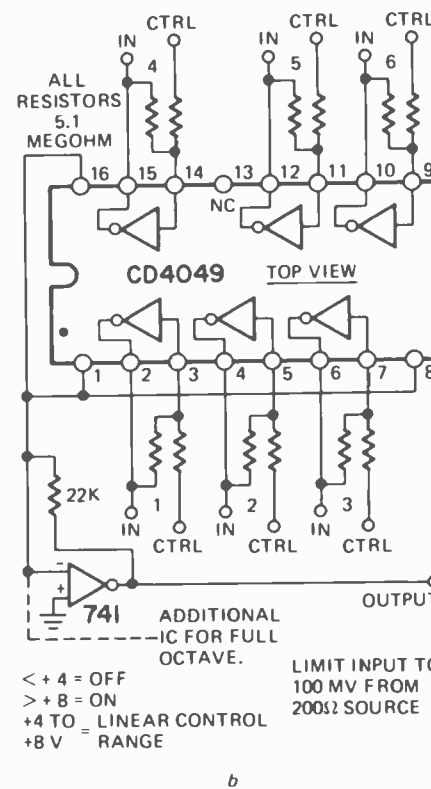 IN CTRL IN CTRL IN CTRL
4 5 6
ALL
RESISTORS
5.1
MEGOHM
16 15 14 13 12 11 10 9
NC
CD4049 TOP VIEW
1 2 3 4 5 6 7 8
22K
1 2 3
IN CTRL IN CTRL IN CTRL
- 
+
741
OUTPUT
ADDITIONAL
IC FOR FULL
OCTAVE.
< + 4 = OFF
> + 8 = ON
+4 TO = LINEAR CONTROL
+8 V RANGE
LIMIT INPUT TO
100 MV FROM
200Ω SOURCE
b